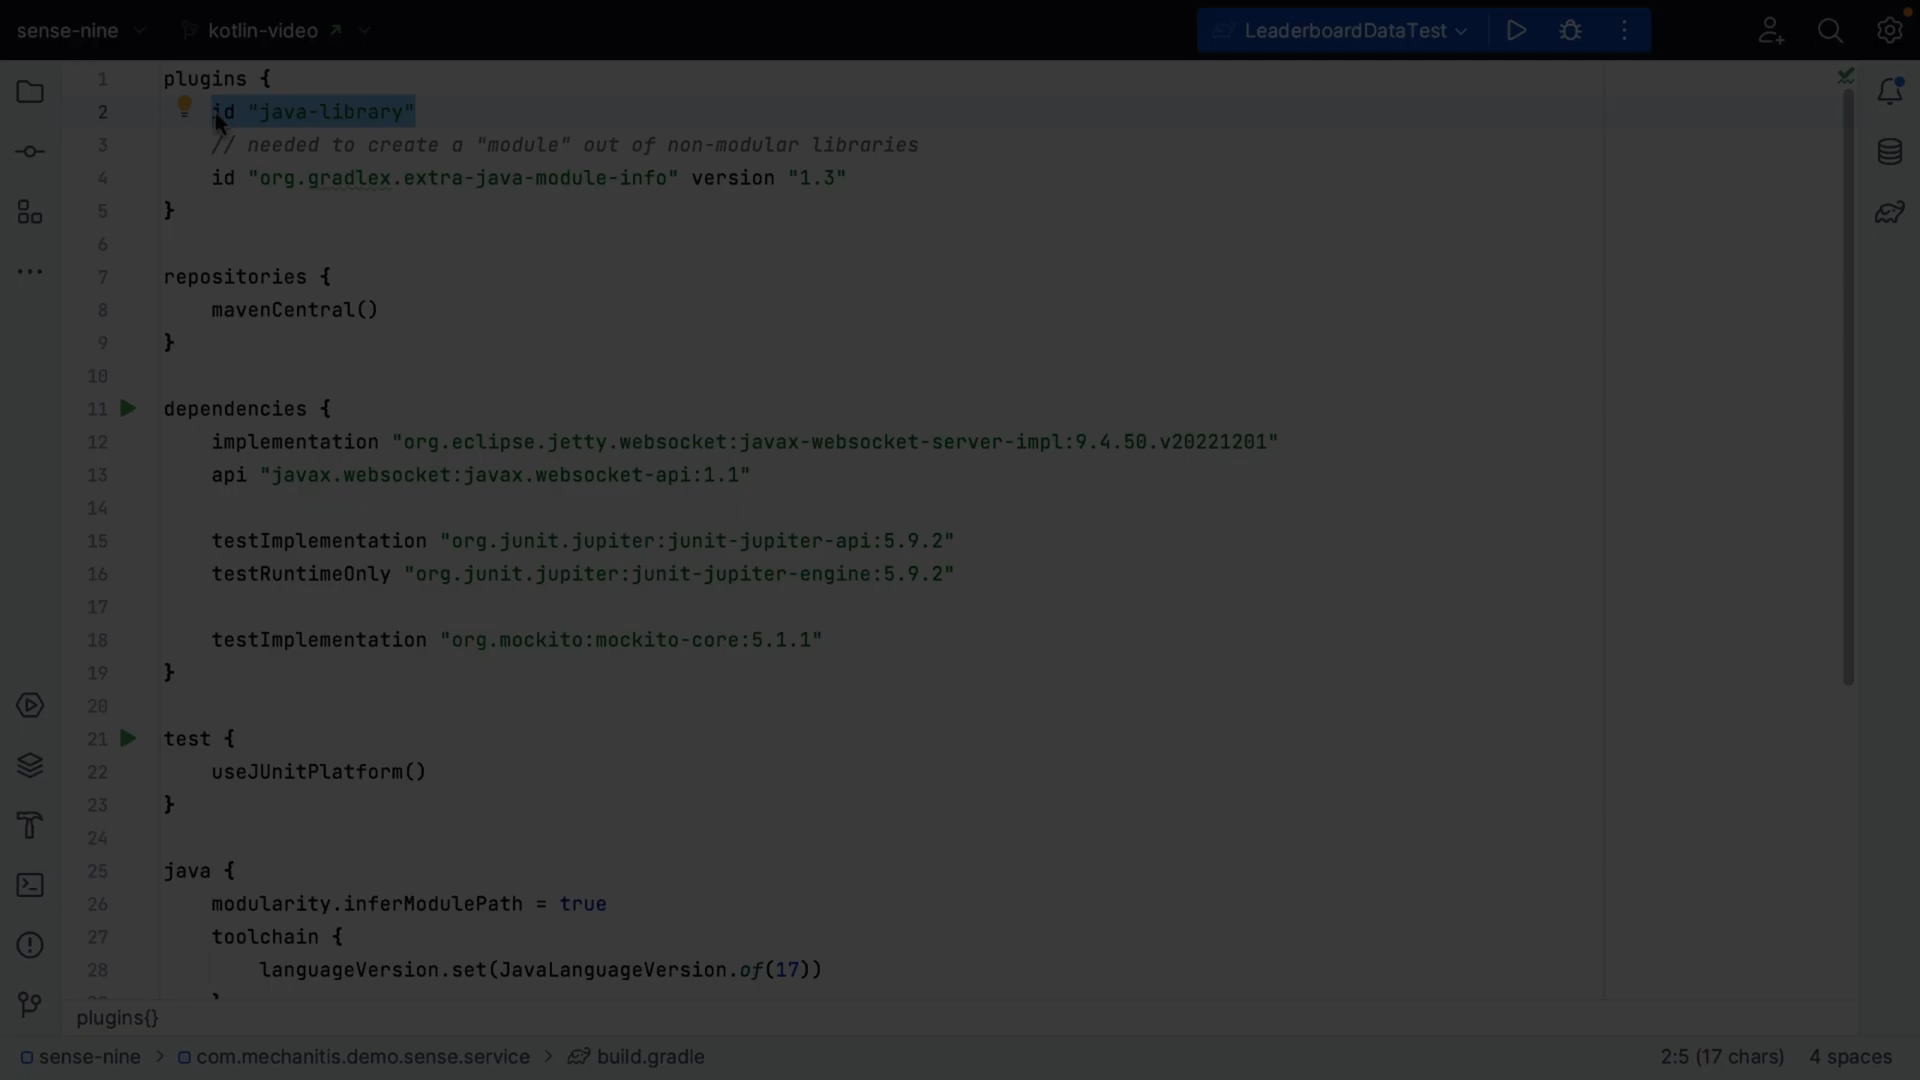 sense-nine
kotlin-video
LeaderboardDataTest
1 plugins {
2 id "java-library"
3 // needed to create a "module" out of non-modular libraries
4 id "org.gradlex.extra-java-module-info" version "1.3"
5 }
6
7 repositories {
8 mavenCentral()
9 }
10
11 dependencies {
12 implementation "org.eclipse.jetty.websocket:javax-websocket-server-impl:9.4.50.v20221201"
13 api "javax.websocket:javax.websocket-api:1.1"
14
15 testImplementation "org.junit.jupiter:junit-jupiter-api:5.9.2"
16 testRuntimeOnly "org.junit.jupiter:junit-jupiter-engine:5.9.2"
17
18 testImplementation "org.mockito:mockito-core:5.1.1"
19 }
20
21 test {
22 useJUnitPlatform()
23 }
24
25 java {
26 modularity.inferModulePath = true
27 toolchain {
28 languageVersion.set(JavaLanguageVersion.of(17))
plugins{}
sense-nine > com.mechanitis.demo.sense.service > build.gradle
2:5 (17 chars) 4 spaces